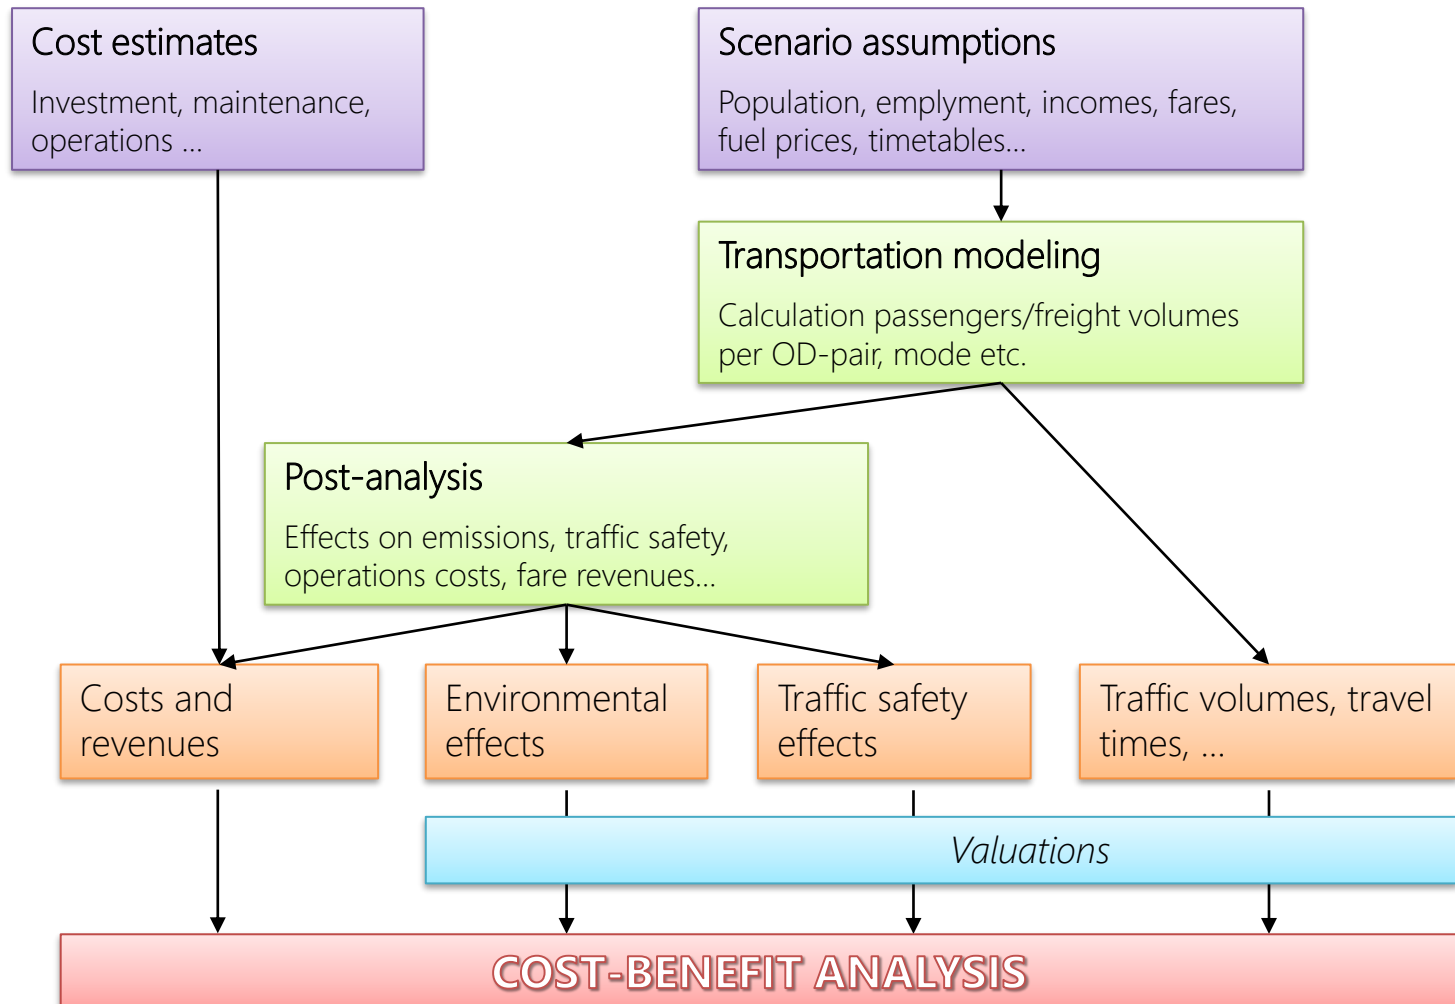 Cost estimates
Investment, maintenance,
operations ...
Scenario assumptions
Population, emplyment, incomes, fares,
fuel prices, timetables...
Transportation modeling
Calculation passengers/freight volumes
per OD-pair, mode etc.
Post-analysis
Effects on emissions, traffic safety,
operations costs, fare revenues...
Costs and
revenues
Environmental
effects
Traffic safety
effects
Traffic volumes, travel
times, ...
Valuations
COST-BENEFIT ANALYSIS